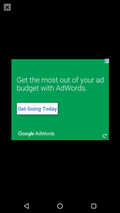 Get the most out of your ad
budget with AdWords.
Get Going Today
Google AdWords